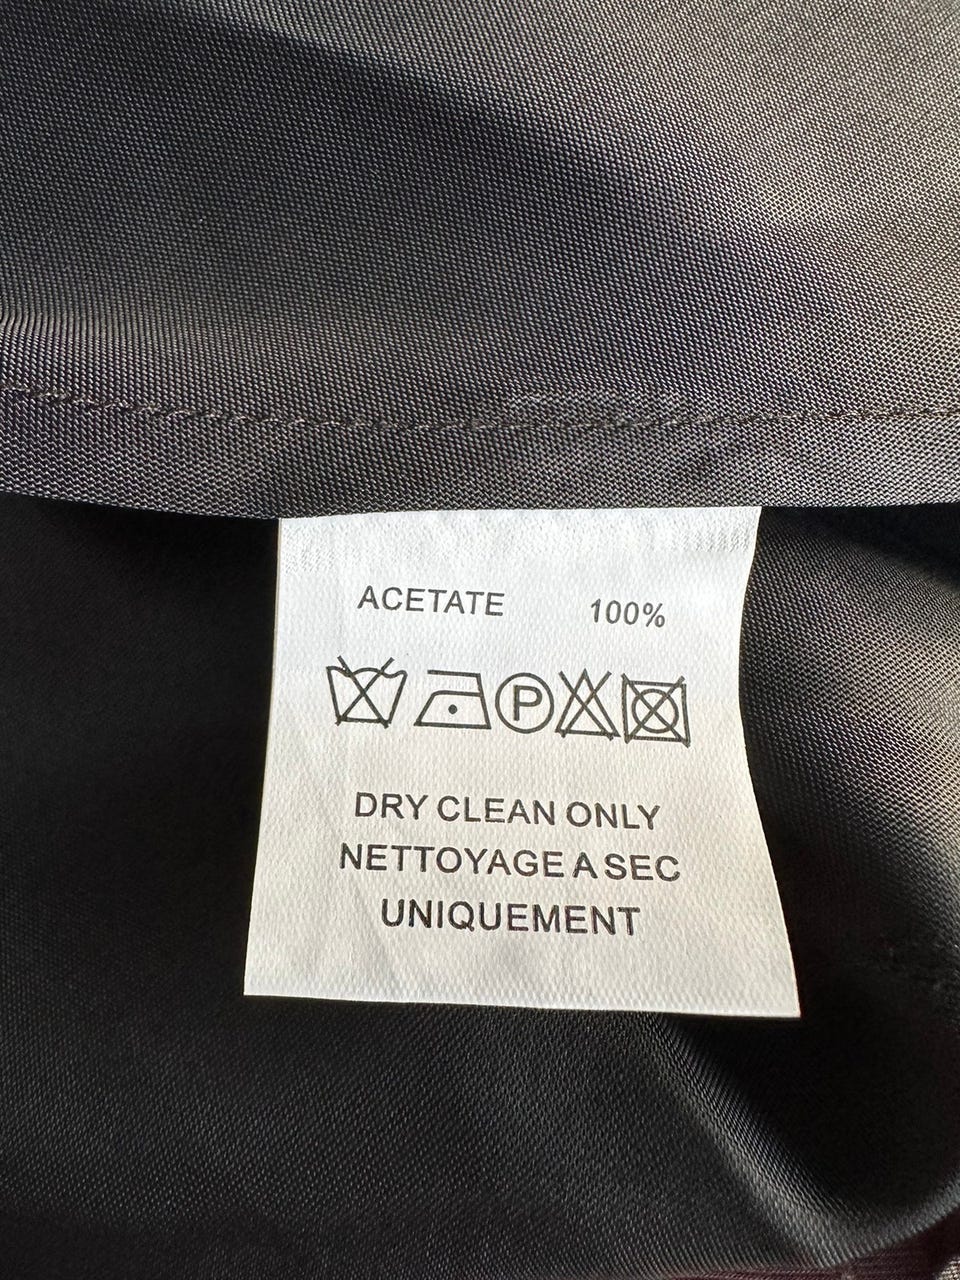 ACETATE 100%
P
DRY CLEAN ONLY
NETTOYAGE A SEC
UNIQUEMENT